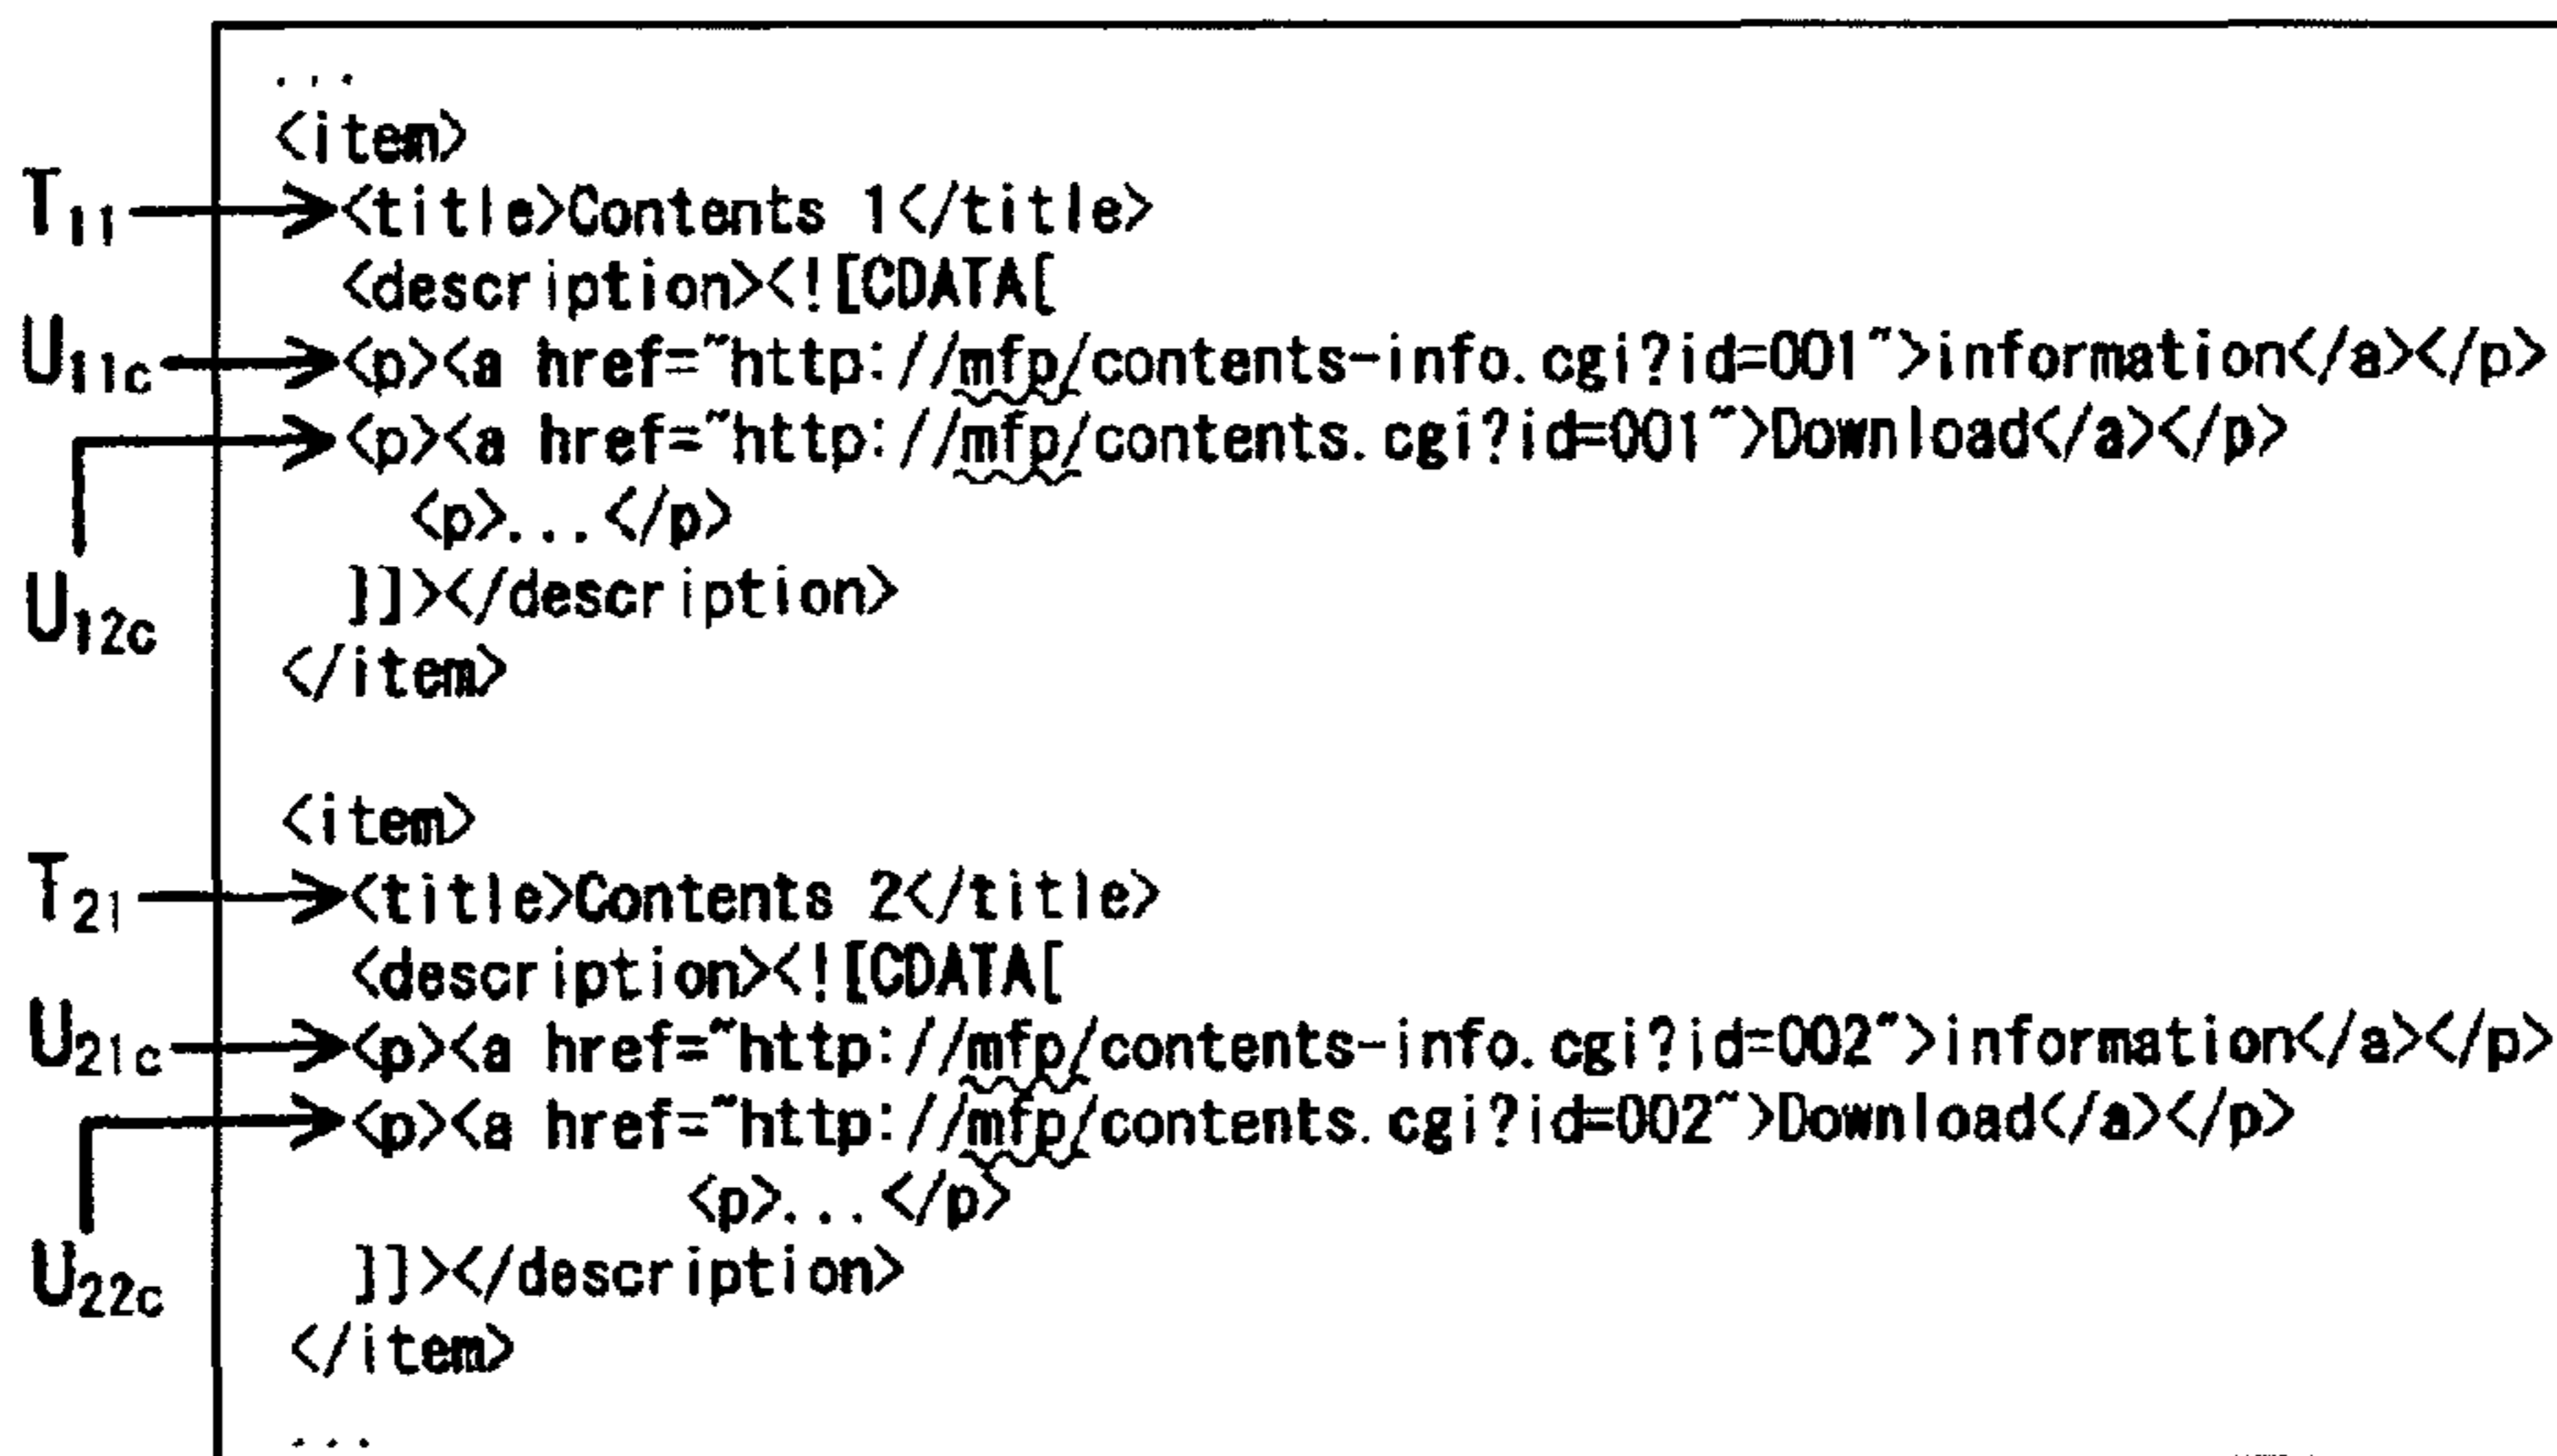 ...
<item>
T11 <title>Contents 1</title>
<description><![CDATA[
U11c <p><a href="http://mfp/contents-info.cgi?id=001">information</a></p>
<p><a href="http://mfp/contents.cgi?id=001">Download</a></p>
<p>...</p>
U12c ]]></description>
</item>
<item>
T21 <title>Contents 2</title>
<description><![CDATA[
U21c <p><a href="http://mfp/contents-info.cgi?id=002">information</a></p>
<p><a href="http://mfp/contents.cgi?id=002">Download</a></p>
<p>...</p>
U22c ]]></description>
</item>
...